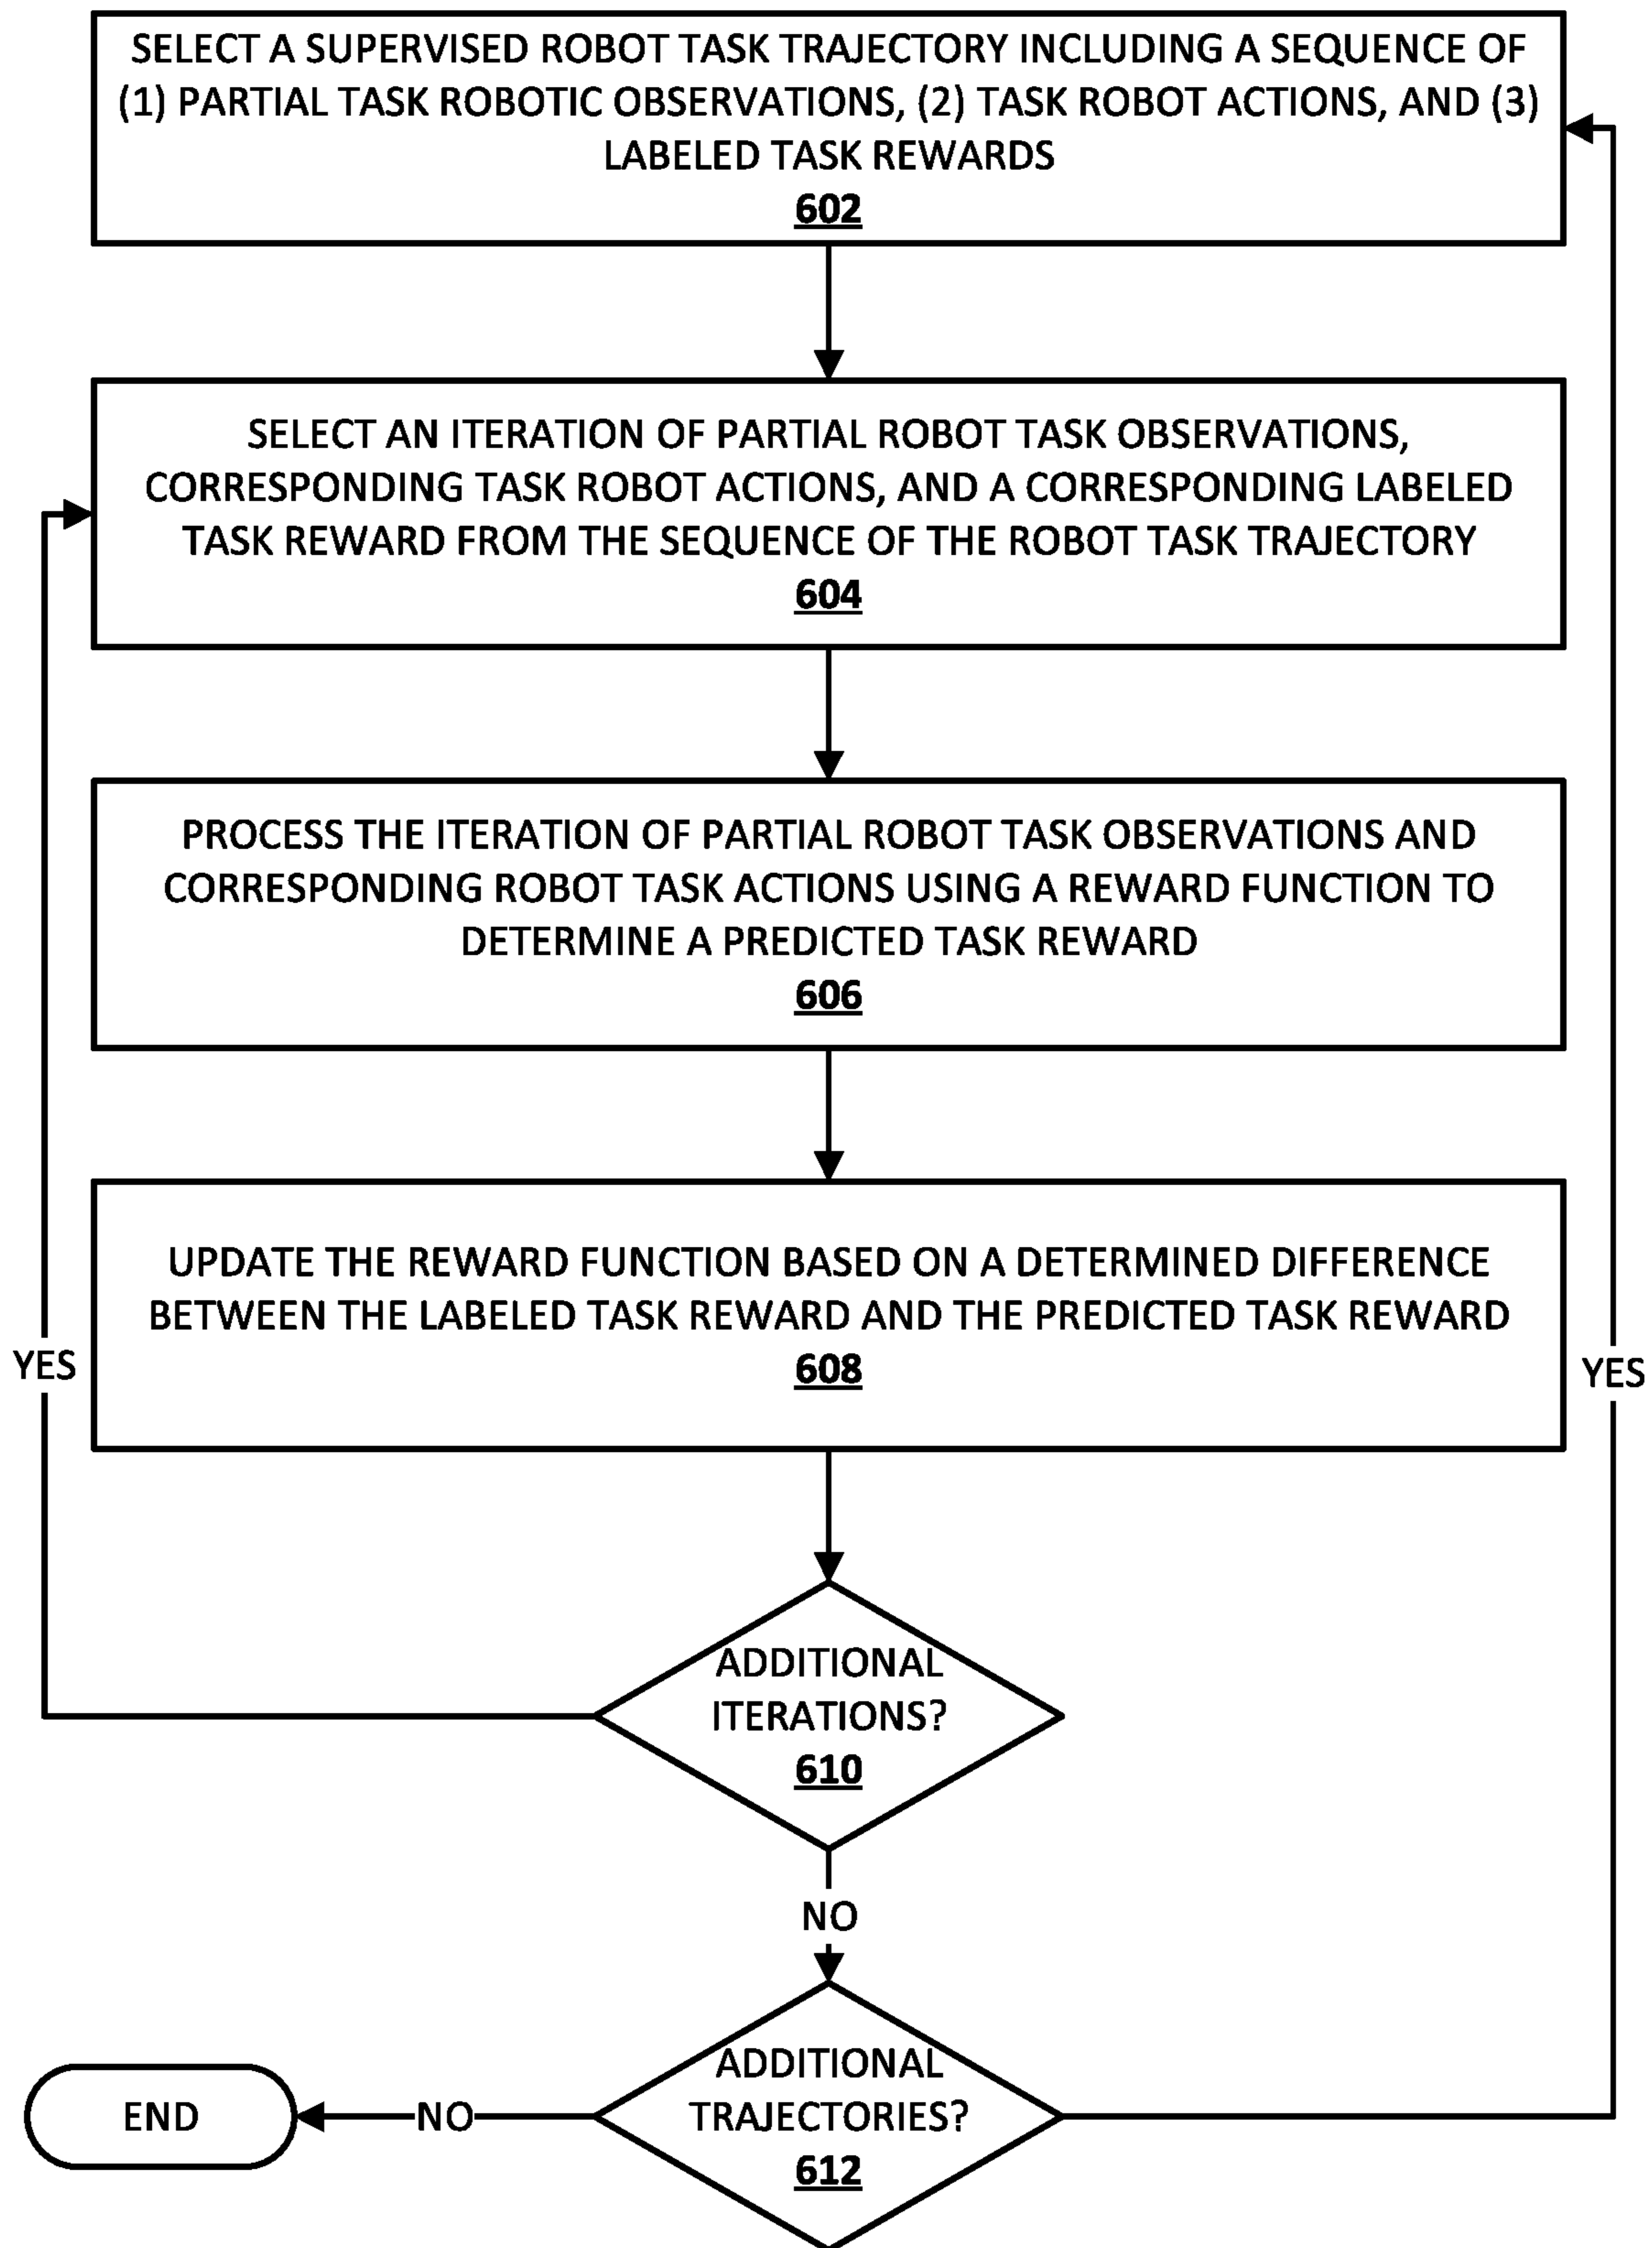 SELECT A SUPERVISED ROBOT TASK TRAJECTORY INCLUDING A SEQUENCE OF
(1) PARTIAL TASK ROBOTIC OBSERVATIONS, (2) TASK ROBOT ACTIONS, AND (3)
LABELED TASK REWARDS
602
SELECT AN ITERATION OF PARTIAL ROBOT TASK OBSERVATIONS,
CORRESPONDING TASK ROBOT ACTIONS, AND A CORRESPONDING LABELED
TASK REWARD FROM THE SEQUENCE OF THE ROBOT TASK TRAJECTORY
604
PROCESS THE ITERATION OF PARTIAL ROBOT TASK OBSERVATIONS AND
CORRESPONDING ROBOT TASK ACTIONS USING A REWARD FUNCTION TO
DETERMINE A PREDICTED TASK REWARD
606
UPDATE THE REWARD FUNCTION BASED ON A DETERMINED DIFFERENCE
BETWEEN THE LABELED TASK REWARD AND THE PREDICTED TASK REWARD
608
YES
YES
ADDITIONAL
ITERATIONS?
610
NO
ADDITIONAL
TRAJECTORIES?
612
NO
END